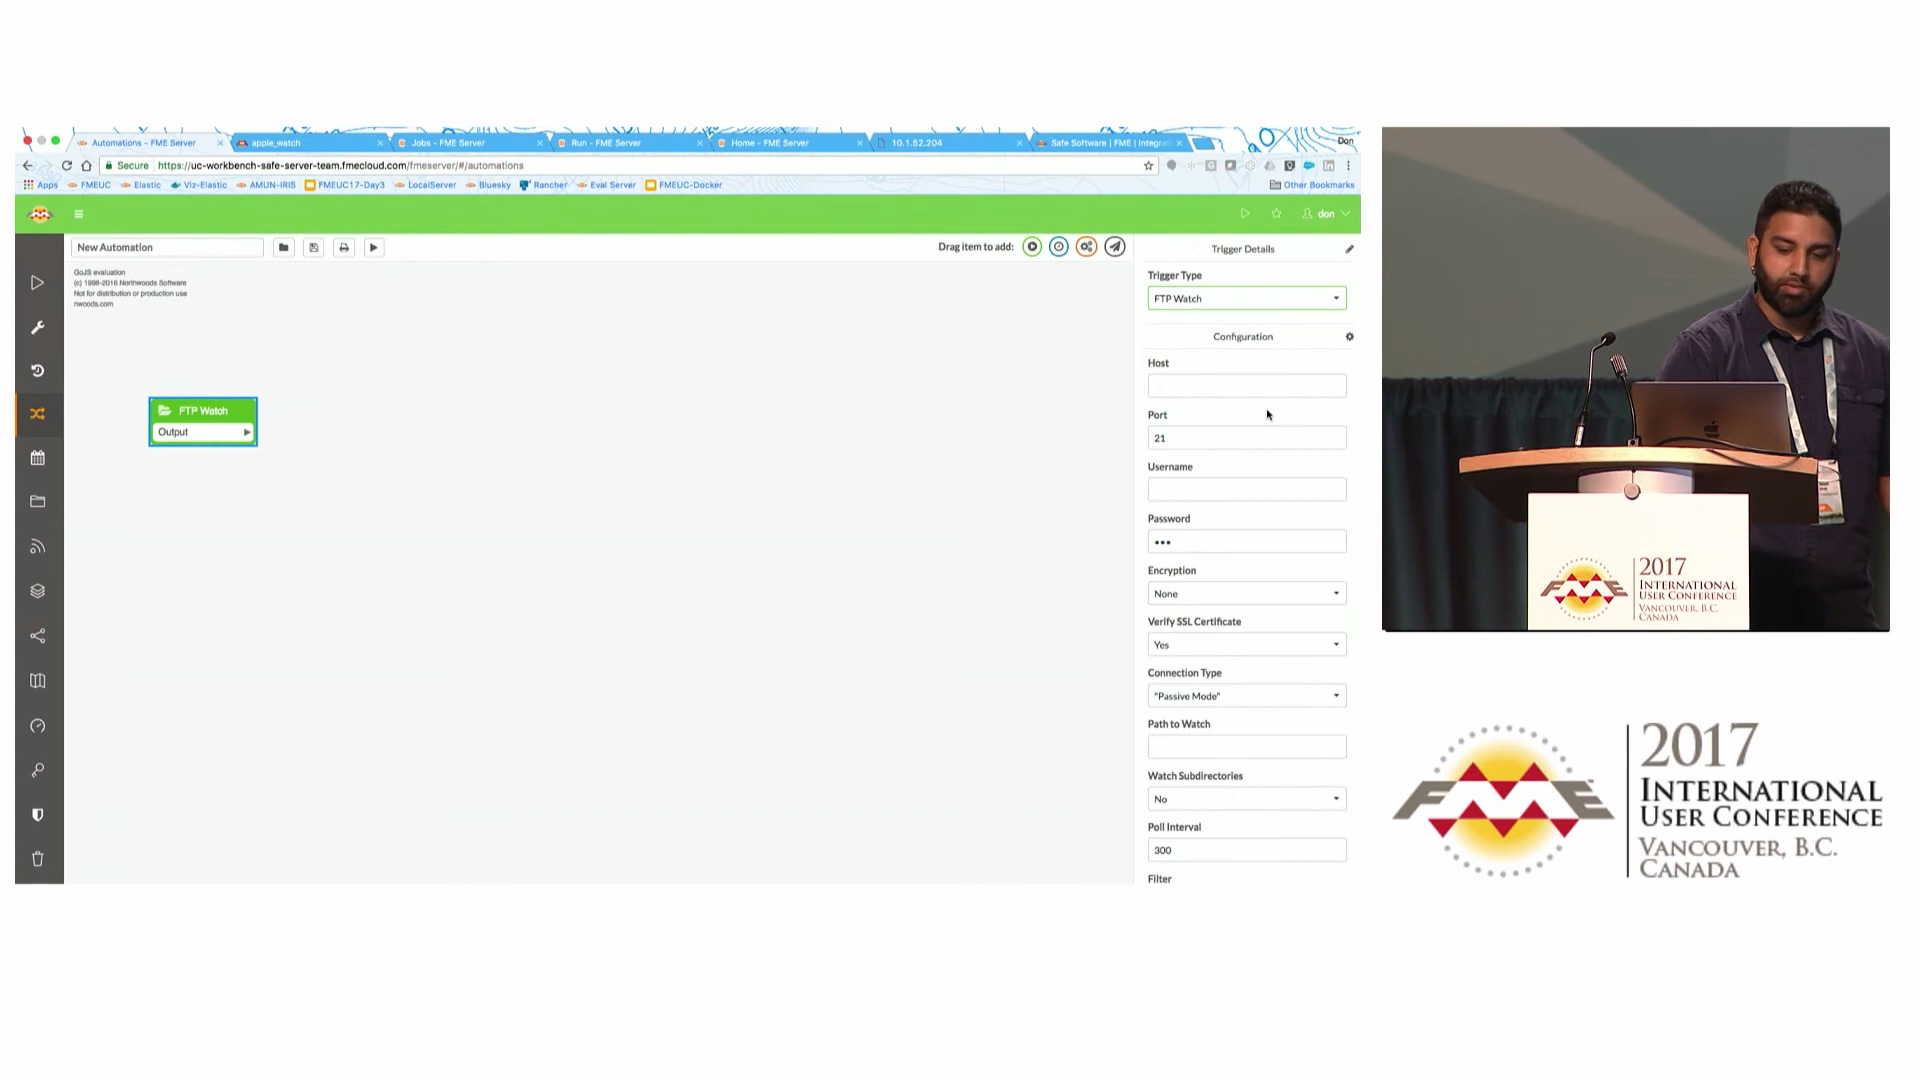 Automations - FME Server
apple_watch
Jobs - FME Server
Run - FME Server
Home - FME Server
10.1.52.204
Safe Software | FME | Integra
Don
Secure
https://uc-workbench-safe-server-team.fmecloud.com/fmeserver/#/automations
Apps
FMEUC
Elastic
Viz-Elastic
AMUN-IRIS
FMEUC17-Day3
LocalServer
Bluesky
Rancher
Eval Server
FMEUC-Docker
Other Bookmarks
don
New Automation
Drag item to add:
GoJS evaluation
(c) 1998-2016 Northwoods Software
Not for distribution or production use
nwoods.com
FTP Watch
Output
Trigger Details
Trigger Type
FTP Watch
Configuration
Host
Port
21
Username
Password
•••
Encryption
None
Verify SSL Certificate
Yes
Connection Type
"Passive Mode"
Path to Watch
Watch Subdirectories
No
Poll Interval
300
Filter
FME
2017
INTERNATIONAL
USER CONFERENCE
VANCOUVER, B.C.
CANADA
FME
2017
INTERNATIONAL
USER CONFERENCE
VANCOUVER, B.C.
CANADA